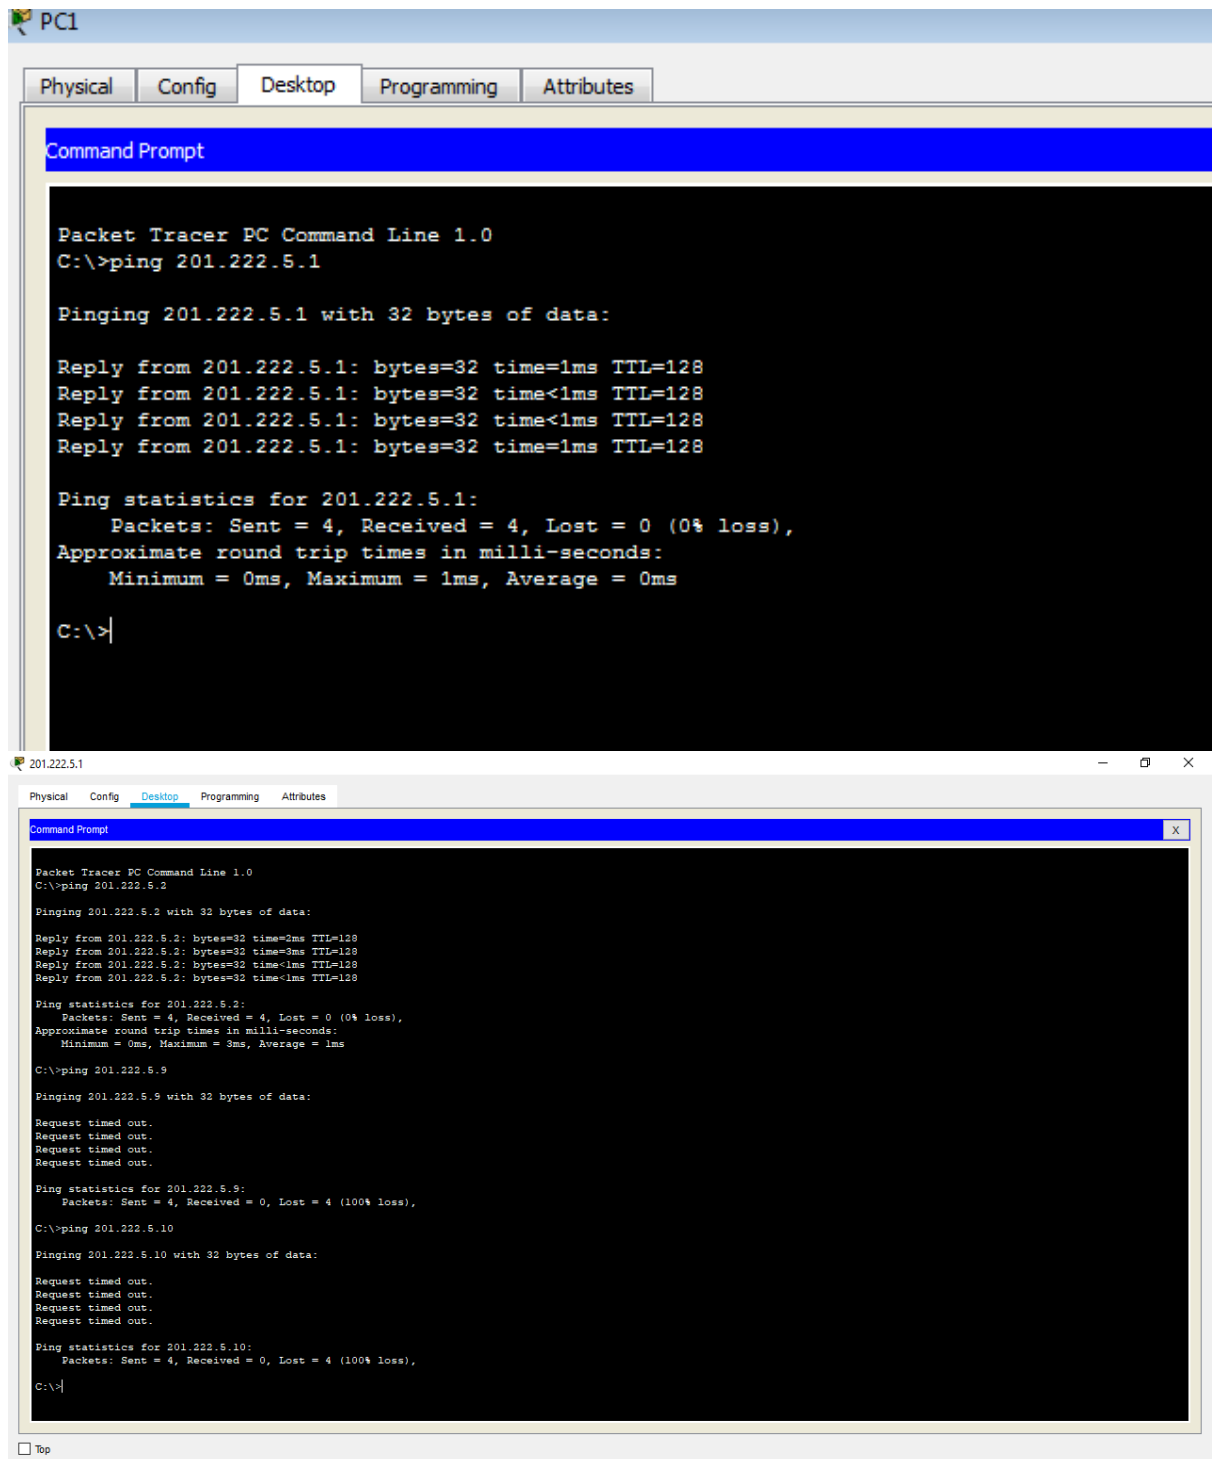 PC1
Physical Config Desktop Programming Attributes
Command Prompt
Packet Tracer PC Command Line 1.0
C:\>ping 201.222.5.1
Pinging 201.222.5.1 with 32 bytes of data:
Reply from 201.222.5.1: bytes=32 time=1ms TTL=128
Reply from 201.222.5.1: bytes=32 time<1ms TTL=128
Reply from 201.222.5.1: bytes=32 time<1ms TTL=128
Reply from 201.222.5.1: bytes=32 time=1ms TTL=128
Ping statistics for 201.222.5.1:
Packets: Sent = 4, Received = 4, Lost = 0 (0% loss),
Approximate round trip times in milli-seconds:
Minimum = 0ms, Maximum = 1ms, Average = 0ms
C:\>
201.222.5.1
Physical Config Desktop Programming Attributes
Command Prompt X
Packet Tracer PC Command Line 1.0
C:\>ping 201.222.5.2
Pinging 201.222.5.2 with 32 bytes of data:
Reply from 201.222.5.2: bytes=32 time=2ms TTL=128
Reply from 201.222.5.2: bytes=32 time=3ms TTL=128
Reply from 201.222.5.2: bytes=32 time<1ms TTL=128
Reply from 201.222.5.2: bytes=32 time<1ms TTL=128
Ping statistics for 201.222.5.2:
Packets: Sent = 4, Received = 4, Lost = 0 (0% loss),
Approximate round trip times in milli-seconds:
Minimum = 0ms, Maximum = 3ms, Average = 1ms
C:\>ping 201.222.5.9
Pinging 201.222.5.9 with 32 bytes of data:
Request timed out.
Request timed out.
Request timed out.
Request timed out.
Ping statistics for 201.222.5.9:
Packets: Sent = 4, Received = 0, Lost = 4 (100% loss),
C:\>ping 201.222.5.10
Pinging 201.222.5.10 with 32 bytes of data:
Request timed out.
Request timed out.
Request timed out.
Request timed out.
Ping statistics for 201.222.5.10:
Packets: Sent = 4, Received = 0, Lost = 4 (100% loss),
C:\>
Top